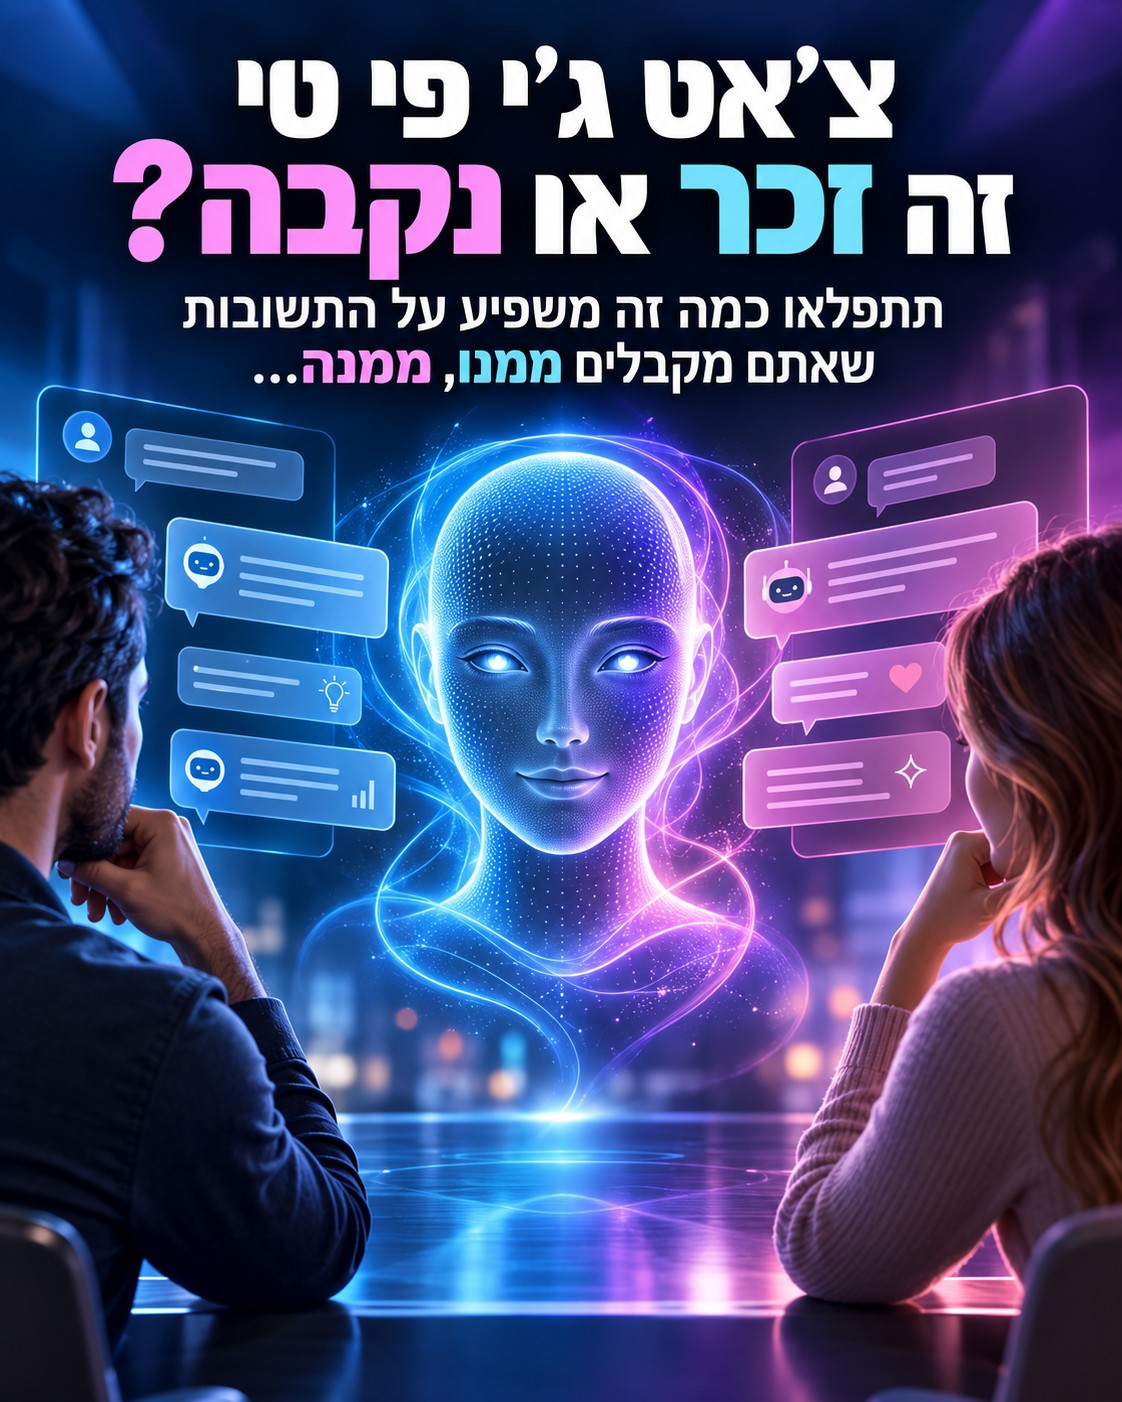 צ'אט ג'י פי טי
זה זכר או נקבה?
תתפלאו כמה זה משפיע על התשובות
שאתם מקבלים ממנו, ממנה...